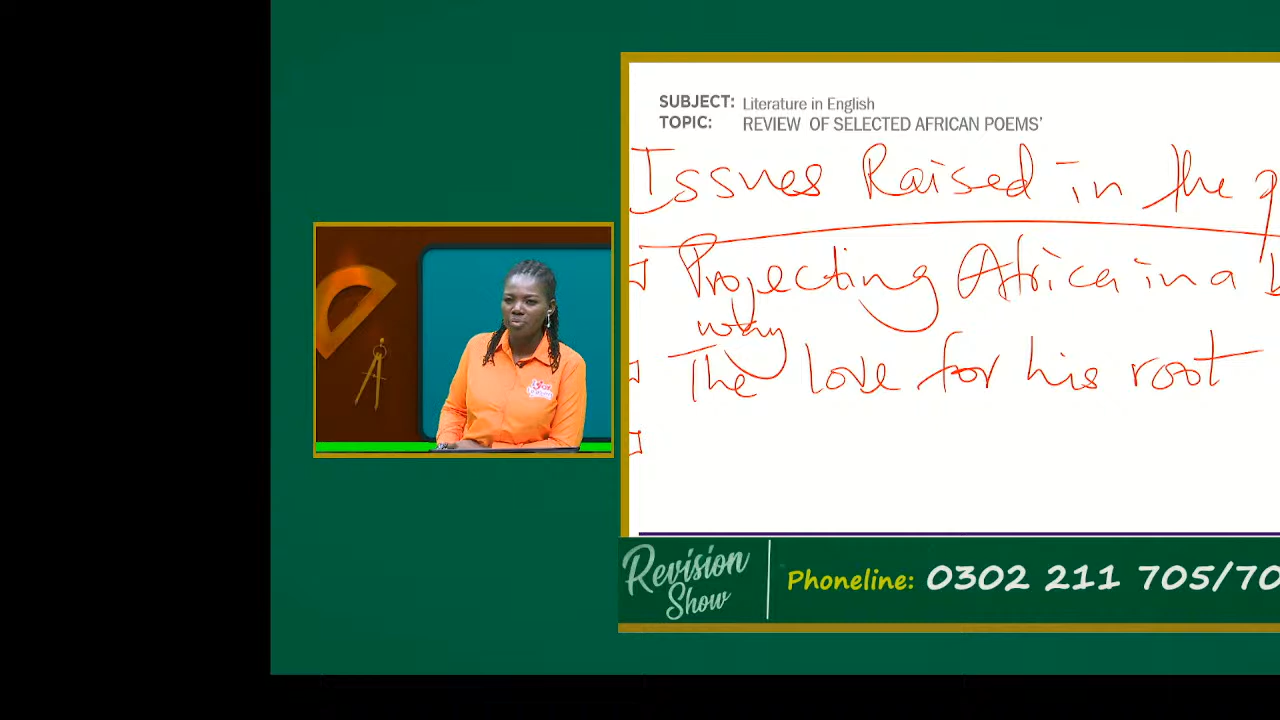 SUBJECT: Literature in English
TOPIC: REVIEW OF SELECTED AFRICAN POEMS'
Issues Raised in the
Projecting Africa in a
way
The love for his root
Revision
Show
Phoneline: 0302 211 705/70